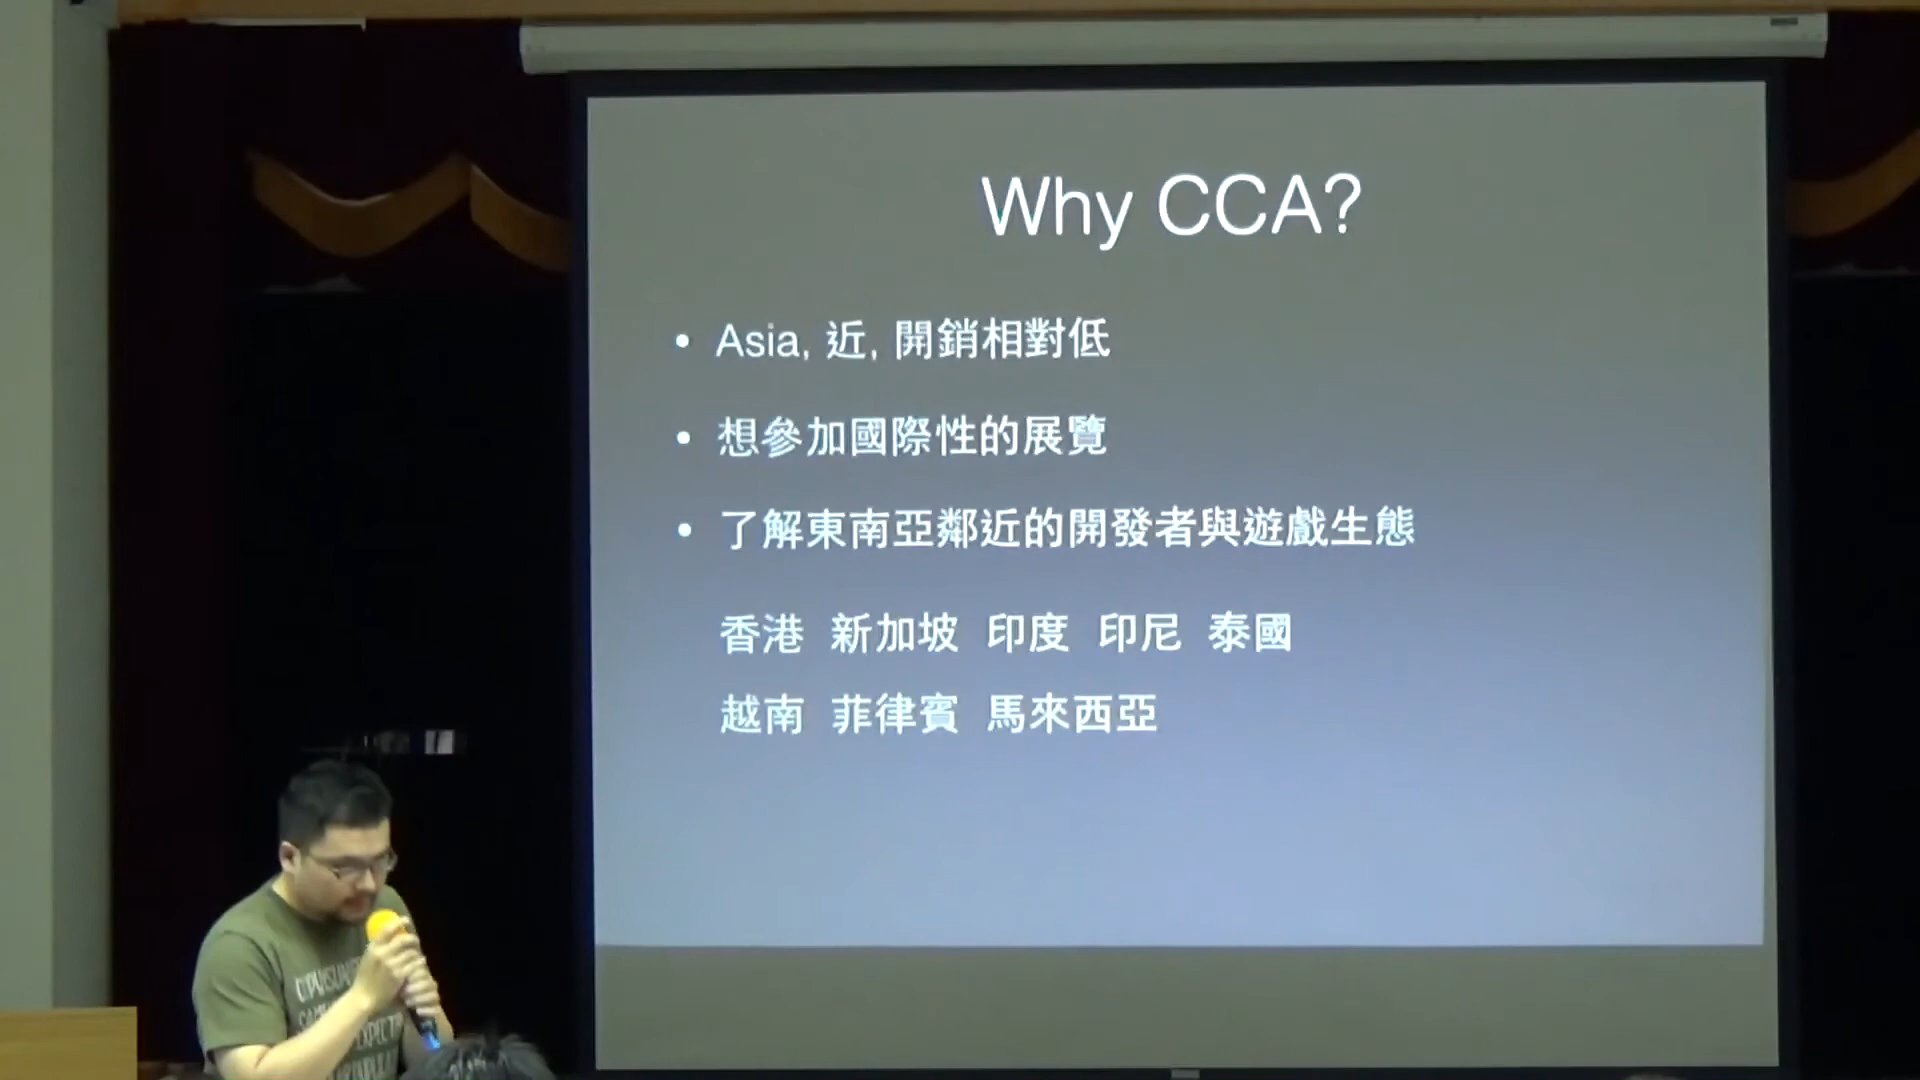 Why CCA?
• Asia, 近, 開銷相對低
• 想參加國際性的展覽
• 了解東南亞鄰近的開發者與遊戲生態
香港 新加坡 印度 印尼 泰國
越南 菲律賓 馬來西亞